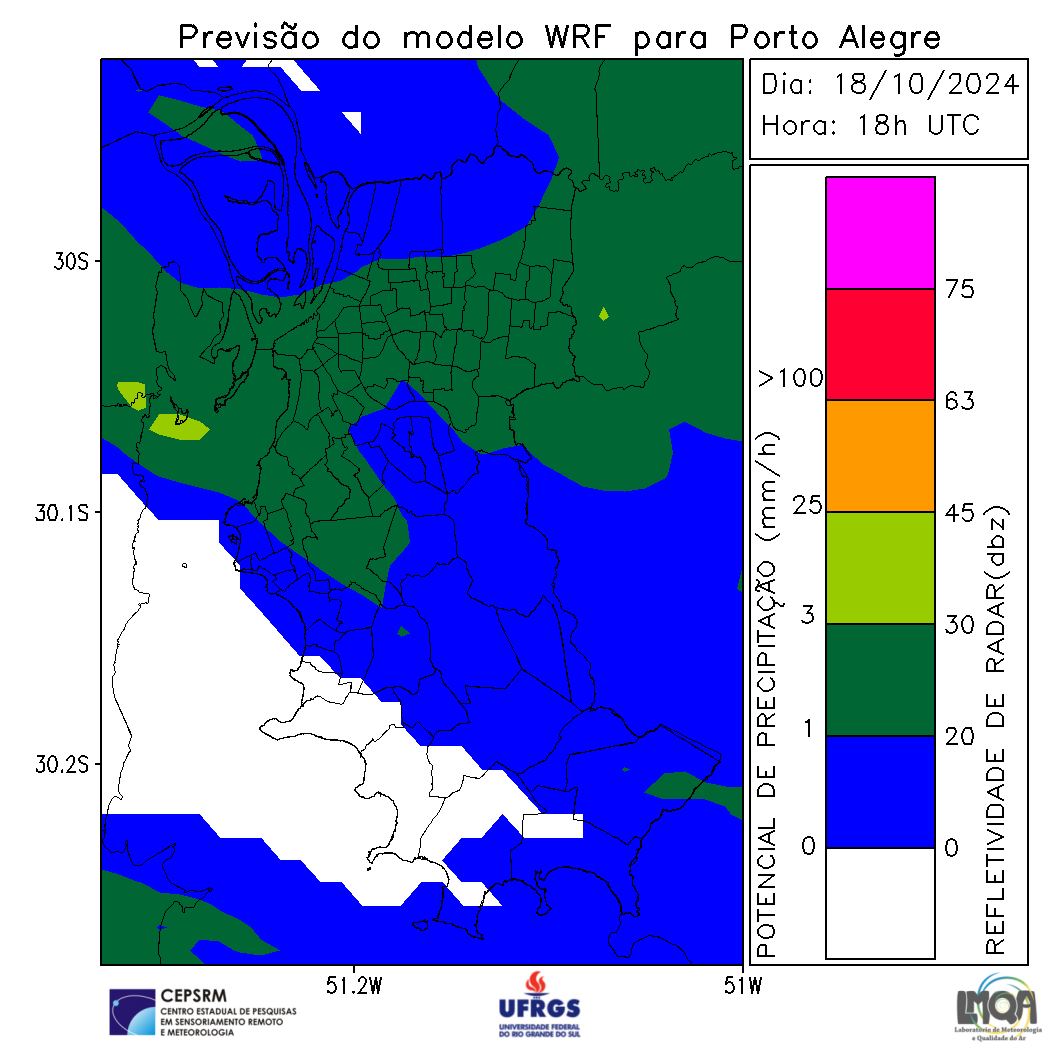 Previsão do modelo WRF para Porto Alegre
Dia: 18/10/2024
Hora: 18h UTC
30S
30.1S
30.2S
51.2W
51W
POTENCIAL DE PRECIPITAÇÃO (mm/h)
>100
25
3
1
0
75
63
45
30
20
0
REFLETIVIDADE DE RADAR(dbz)
CEPSRM
CENTRO ESTADUAL DE PESQUISAS
EM SENSORIAMENTO REMOTO
E METEOROLOGIA
UFRGS
UNIVERSIDADE FEDERAL
DO RIO GRANDE DO SUL
LMQA
Laboratório de Meteorologia
e Qualidade do Ar